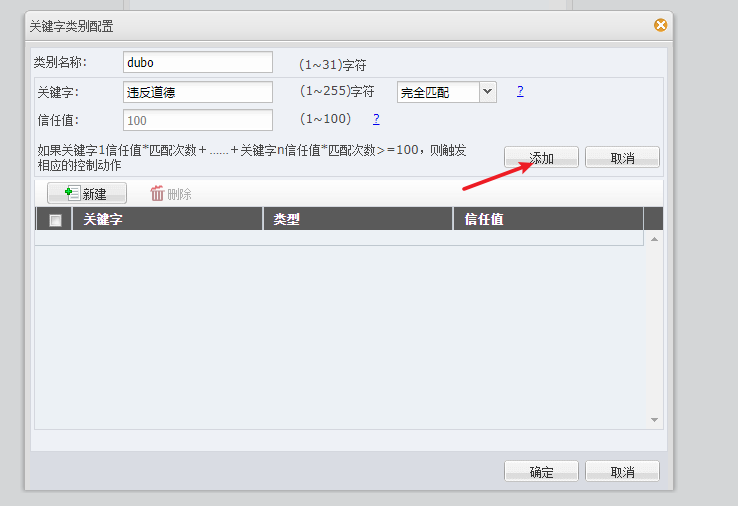 关键字类别配置
类别名称: dubo (1~31)字符
关键字: 违反道德 (1~255)字符 完全匹配 ?
信任值: 100 (1~100) ?
如果关键字1信任值*匹配次数＋……＋关键字n信任值*匹配次数>=100，则触发
相应的控制动作
添加 取消
新建 删除
关键字 类型 信任值
确定 取消